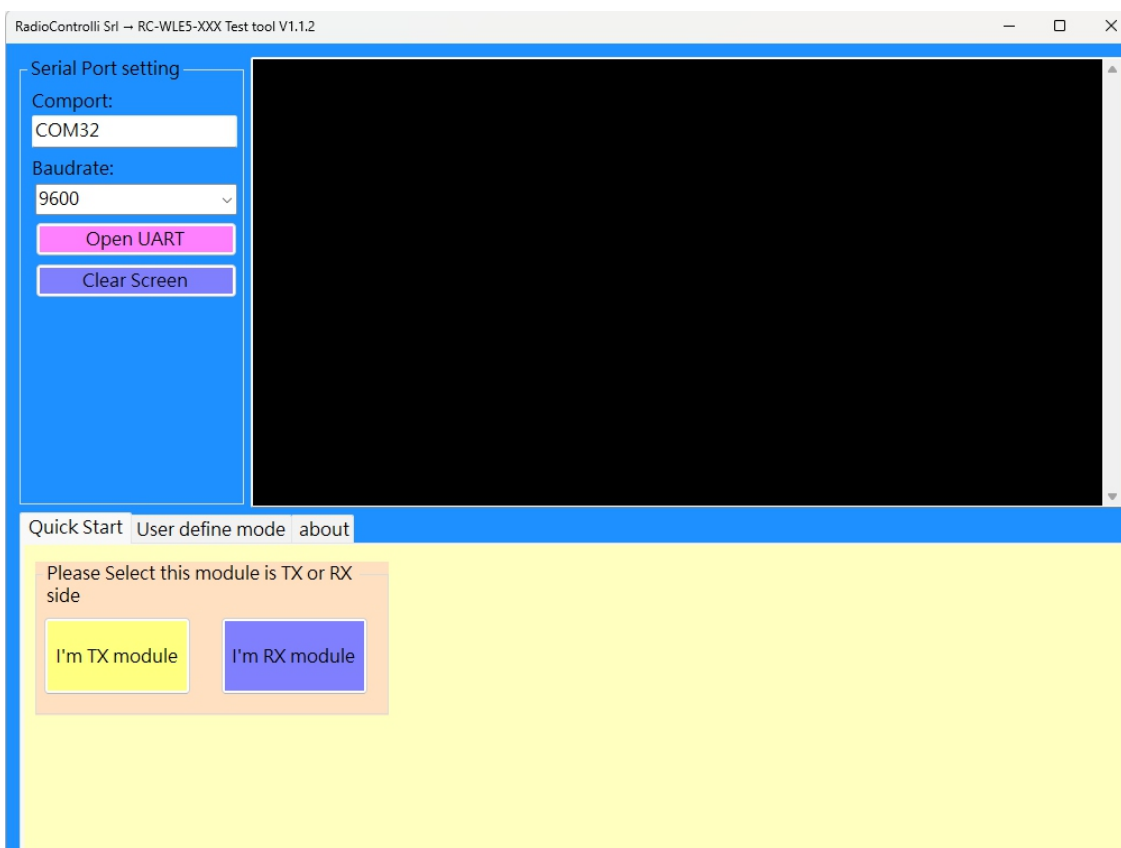 RadioControlli Srl → RC-WLE5-XXX Test tool V1.1.2
Serial Port setting
Comport:
COM32
Baudrate:
9600
Open UART
Clear Screen
Quick Start User define mode about
Please Select this module is TX or RX
side
I'm TX module I'm RX module